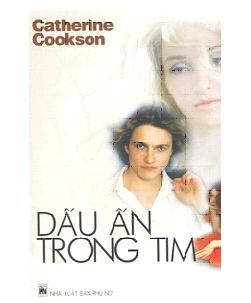 Catherine
Cookson
DẤU ẤN
TRONG TIM
NHÀ XUẤT BẢN PHỤ NỮ